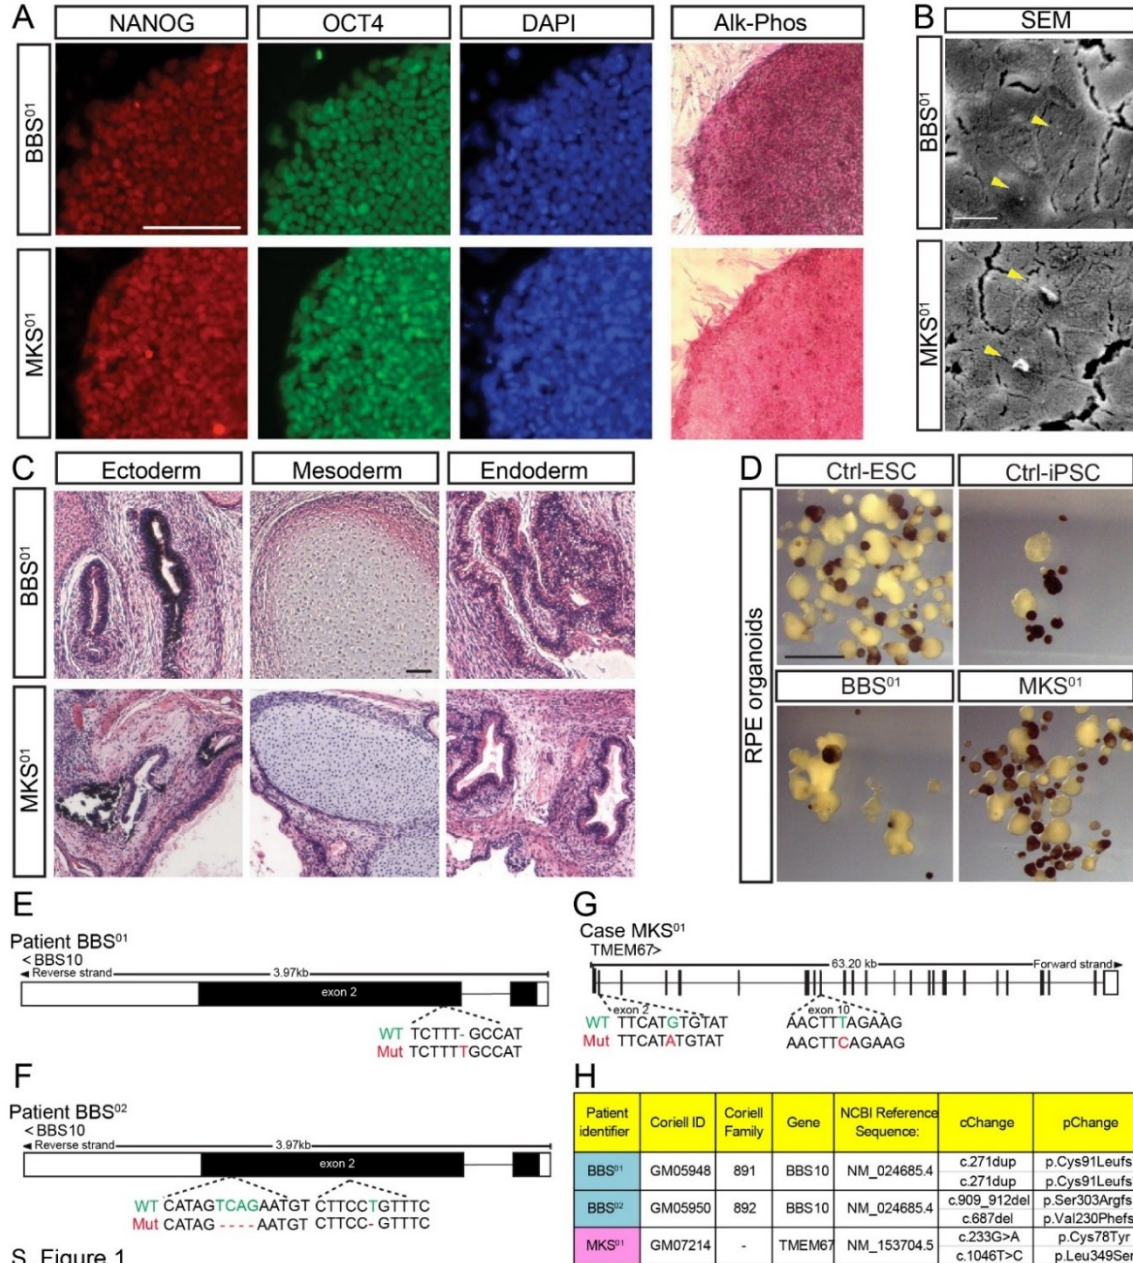 A
NANOG
OCT4
DAPI
Alk-Phos
BBS01
MKS01
B
SEM
BBS01
MKS01
C
Ectoderm
Mesoderm
Endoderm
BBS01
MKS01
D
Ctrl-ESC
Ctrl-iPSC
BBS01
MKS01
RPE organoids
E
Patient BBS01
<BBS10
Reverse strand
3.97kb
exon 2
WT TCTTT-GCCAT
Mut TCTTTTGCCAT
F
Patient BBS02
<BBS10
Reverse strand
3.97kb
exon 2
WT CATAGTCAGAATGT CTTCCTGTTTC
Mut CATAG----AATGT CTTCC-GTTTC
G
Case MKS01
TMEM67>
63.20 kb
Forward strand
exon 2 exon 10
WT TTCATGTGTAT AACTTTAGAAG
Mut TTCATATGTAT AACTTCAGAAG
H
Patient identifier Coriell ID Coriell Family Gene NCBI Reference Sequence: cChange pChange
BBS01 GM05948 891 BBS10 NM_024685.4 c.271dup p.Cys91Leufs
c.271dup p.Cys91Leufs
BBS02 GM05950 892 BBS10 NM_024685.4 c.909_912del p.Ser303Argfs
c.687del p.Val230Phefs
MKS01 GM07214 - TMEM67 NM_153704.5 c.233G>A p.Cys78Tyr
c.1046T>C p.Leu349Ser
S. Figure 1